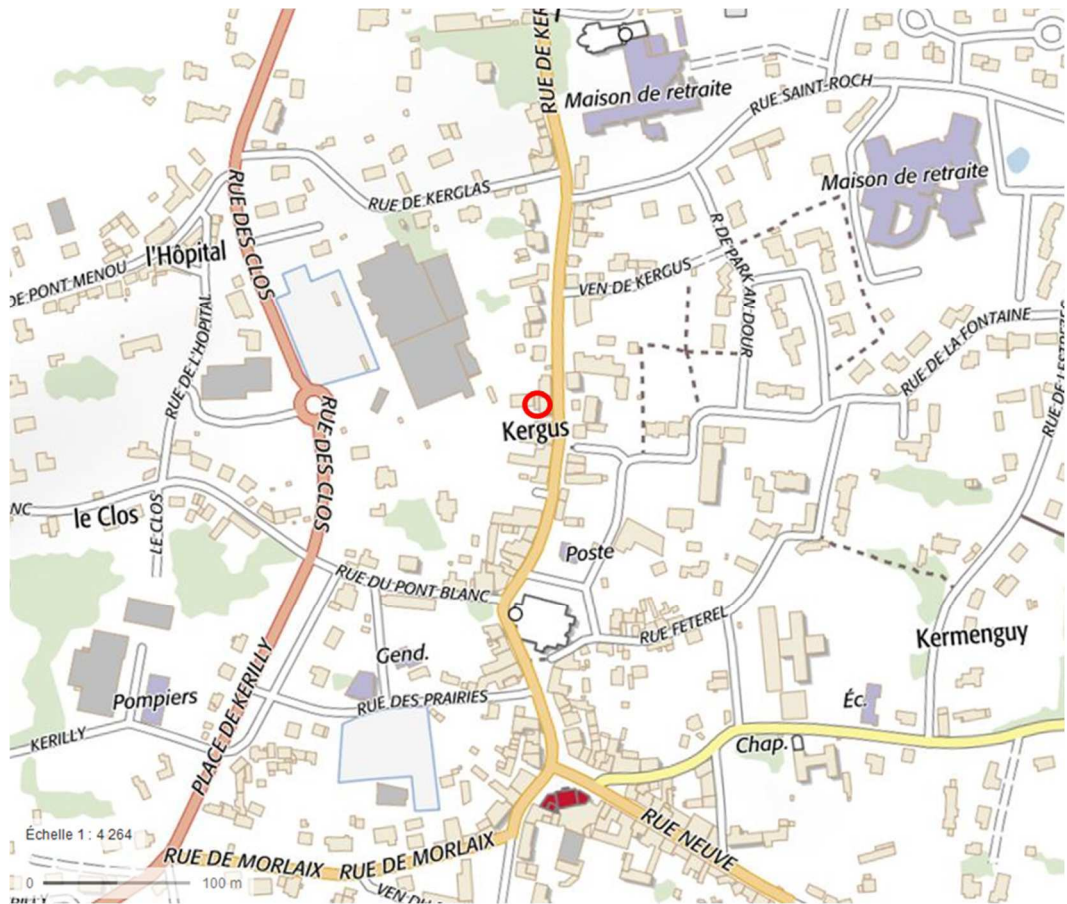 RUE DE KER
Maison de retraite
RUE SAINT-ROCH
Maison de retraite
RUE DE KERGLAS
RUE DES CLOS
R DE PARK AN DOUR
l'Hôpital
DE PONT MENOU
VEN DE KERGUS
RUE DE L'HOPITAL
RUE DE LA FONTAINE
RUE DES CLOS
Kergus
NC
le Clos
LE CLOS
Poste
RUE DU PONT BLANC
RUE FETEREL
Kermenguy
Gend.
Pompiers
RUE DES PRAIRIES
Éc.
KERILLY
PLACE DE KERILLY
Chap.
Échelle 1 : 4 264
RUE DE MORLAIX
RUE DE MORLAIX
RUE NEUVE
0
100 m